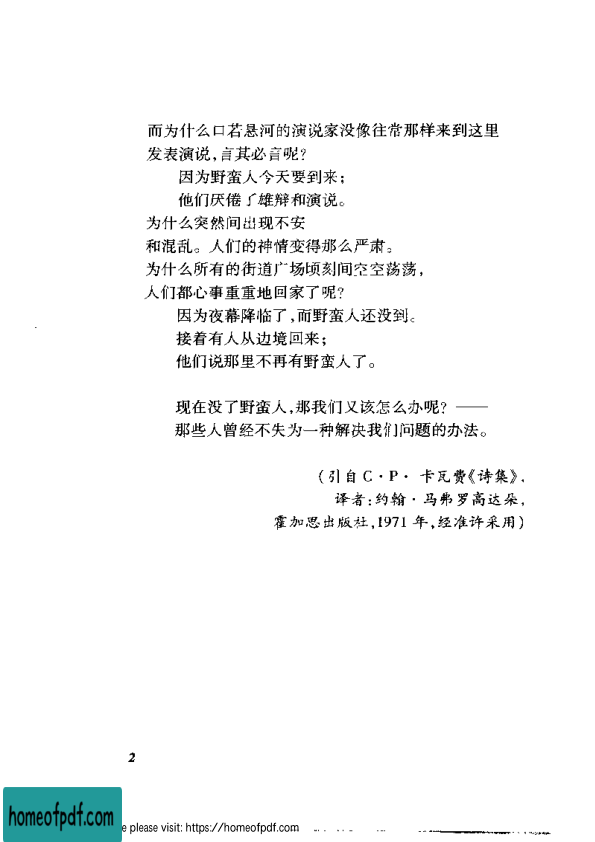 而为什么口若悬河的演说家没像往常那样来到这里
发表演说，言其必言呢？
因为野蛮人今天要到来；
他们厌倦了雄辩和演说。
为什么突然间出现不安
和混乱。人们的神情变得那么严肃。
为什么所有的街道广场顷刻间空空荡荡，
人们都心事重重地回家了呢？
因为夜幕降临了，而野蛮人还没到。
接着有人从边境回来；
他们说那里不再有野蛮人了。
现在没了野蛮人，那我们又该怎么办呢？——
那些人曾经不失为一种解决我们问题的办法。
（引自 C·P· 卡瓦费《诗集》，
译者：约翰·马弗罗高达朵，
霍加思出版社，1971 年，经准许采用）
2
homeofpdf.com
e please visit: https://homeofpdf.com